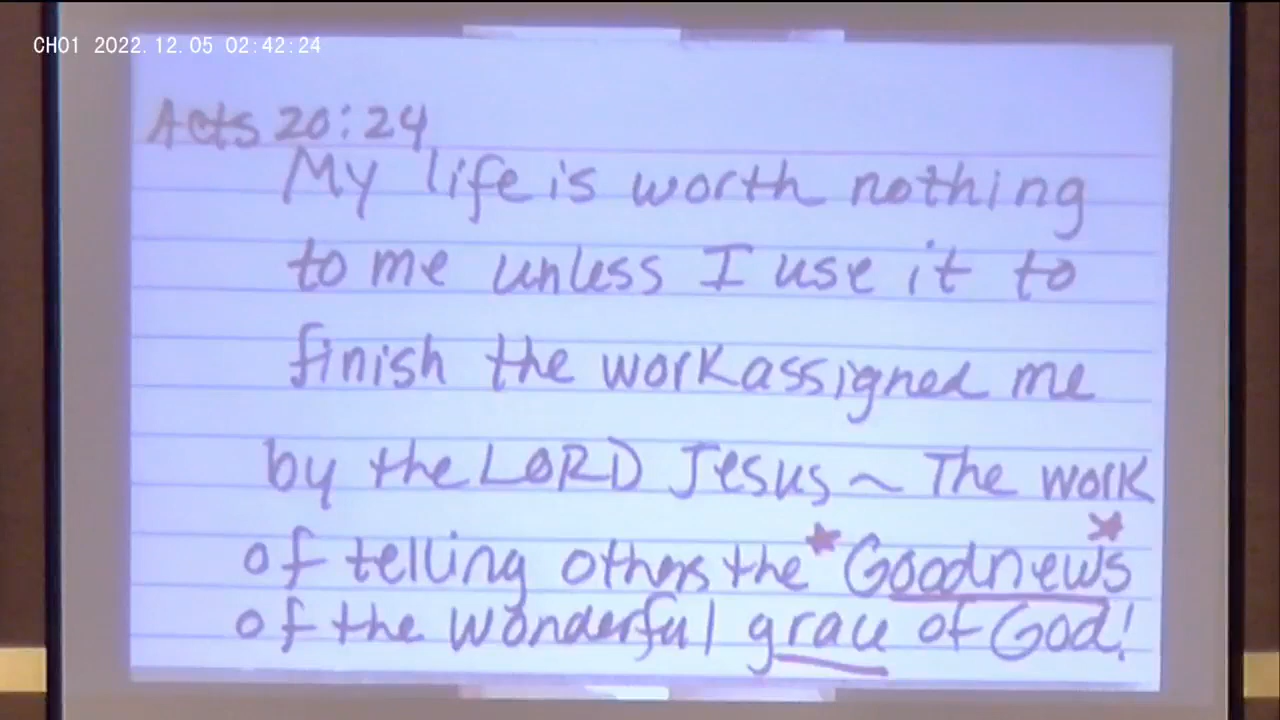 CH01 2022.12.05 02:42:24
Acts 20:24
My life is worth nothing
to me unless I use it to
finish the work assigned me
by the LORD Jesus ~ The work
of telling others the * Goodnews *
of the wonderful grace of God!